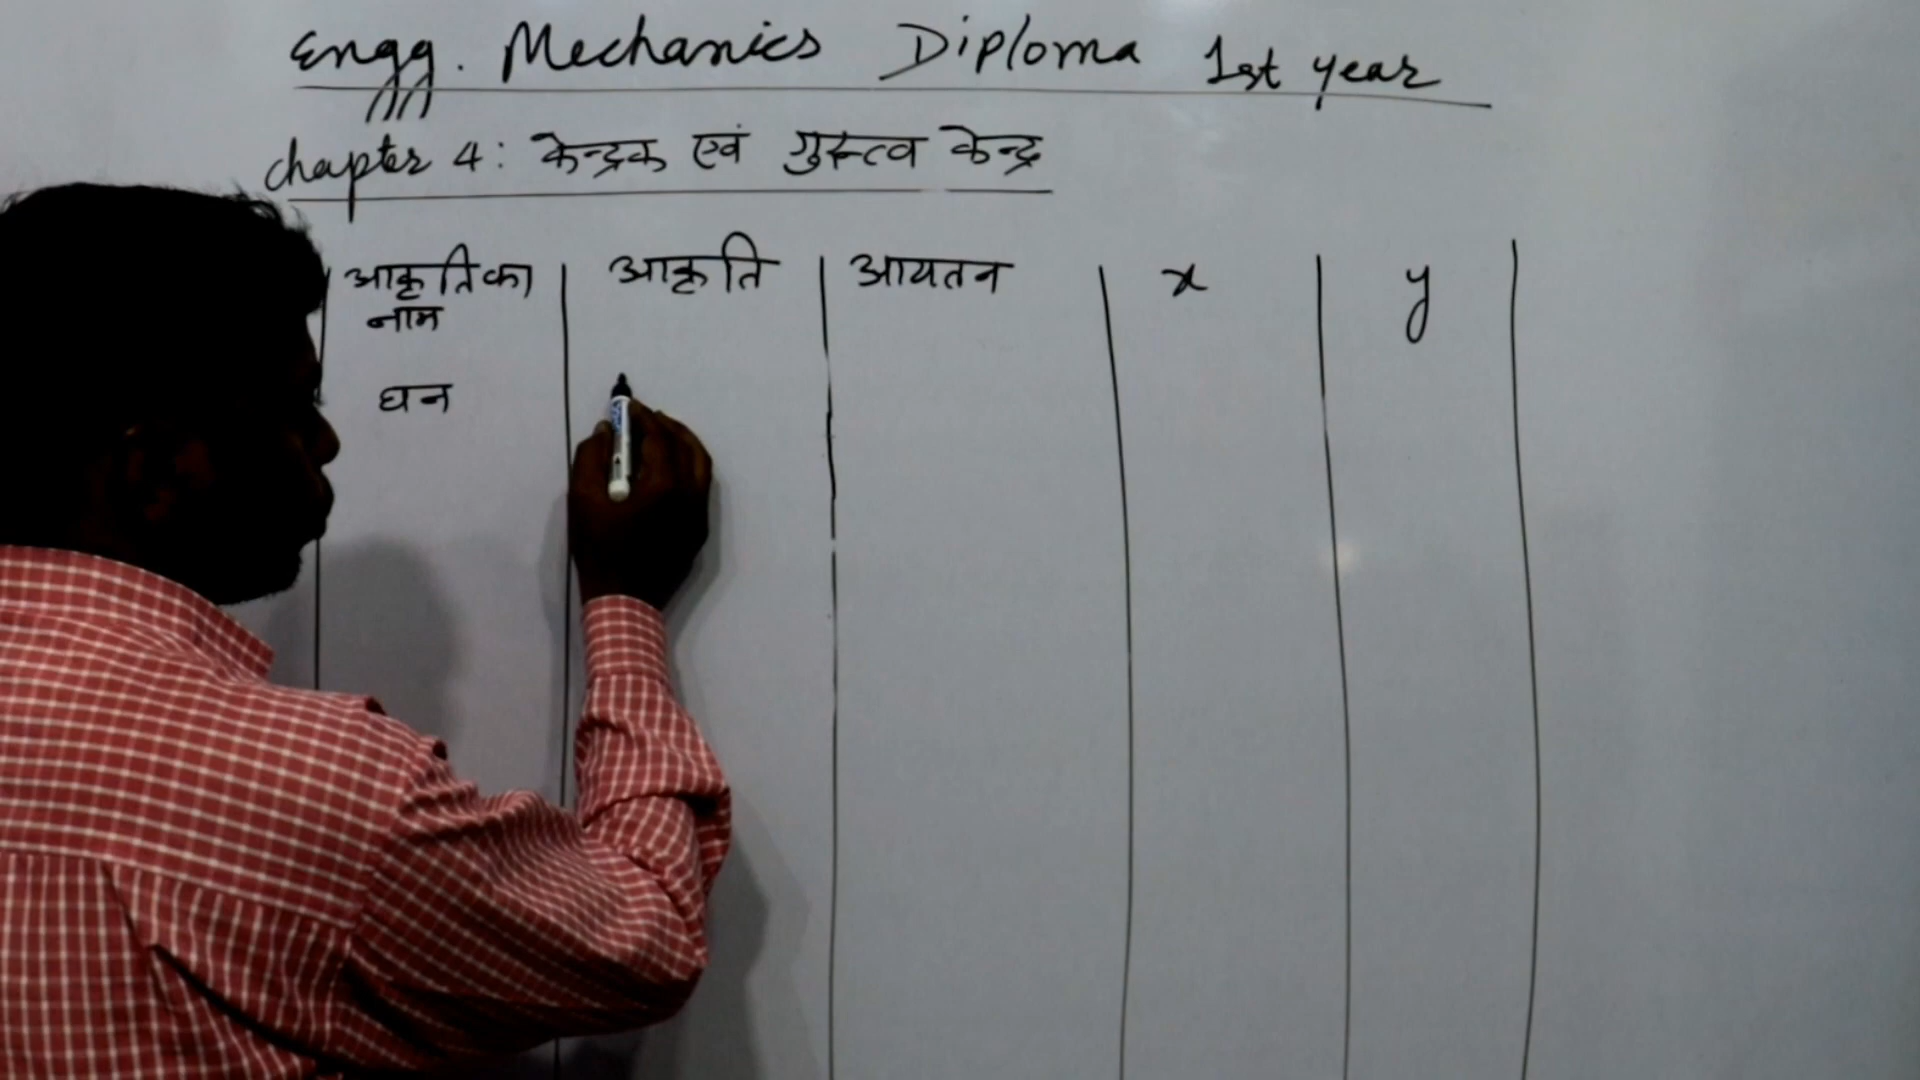 Engg. Mechanics Diploma 1st year
chapter 4: केन्द्रक एवं गुरूत्व केन्द्र
आकृति का नाम आकृति आयतन x y
घन